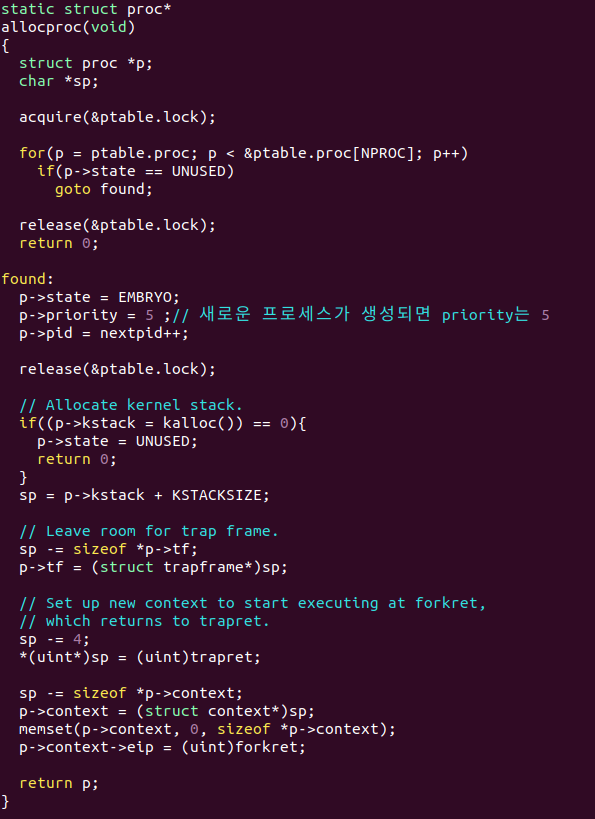 static struct proc*
allocproc(void)
{
  struct proc *p;
  char *sp;

  acquire(&ptable.lock);

  for(p = ptable.proc; p < &ptable.proc[NPROC]; p++)
    if(p->state == UNUSED)
      goto found;

  release(&ptable.lock);
  return 0;

found:
  p->state = EMBRYO;
  p->priority = 5 ;// 새로운 프로세스가 생성되면 priority는 5
  p->pid = nextpid++;

  release(&ptable.lock);

  // Allocate kernel stack.
  if((p->kstack = kalloc()) == 0){
    p->state = UNUSED;
    return 0;
  }
  sp = p->kstack + KSTACKSIZE;

  // Leave room for trap frame.
  sp -= sizeof *p->tf;
  p->tf = (struct trapframe*)sp;

  // Set up new context to start executing at forkret,
  // which returns to trapret.
  sp -= 4;
  *(uint*)sp = (uint)trapret;

  sp -= sizeof *p->context;
  p->context = (struct context*)sp;
  memset(p->context, 0, sizeof *p->context);
  p->context->eip = (uint)forkret;

  return p;
}